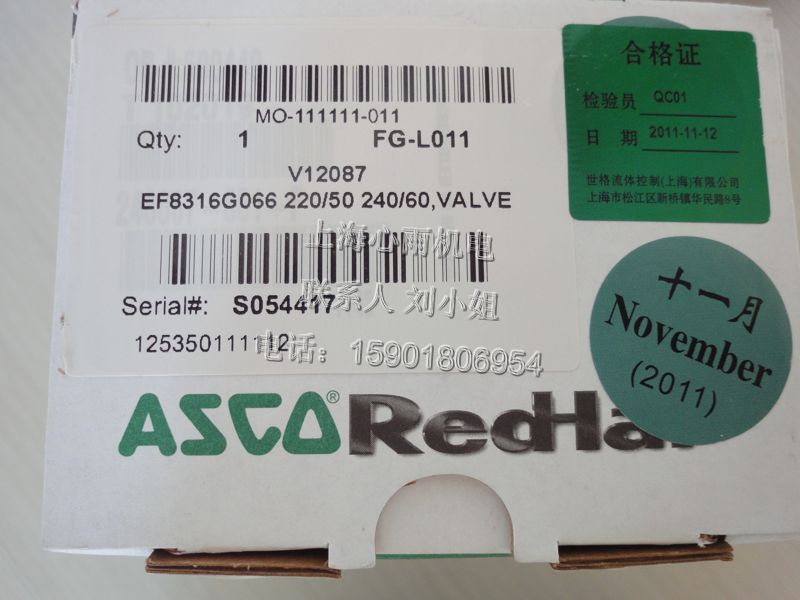 MO-111111-011
Qty: 1 FG-L011
V12087
EF8316G066 220/50 240/60,VALVE
上海心雨机电
联系人 刘小姐
Serial#: S054417
电话：15901806954
ASCO® RedHat
合格证
检验员 QC01
日 期 2011-11-12
世格流体控制(上海)有限公司
上海市松江区新桥镇华民路8号
十一月
November
(2011)